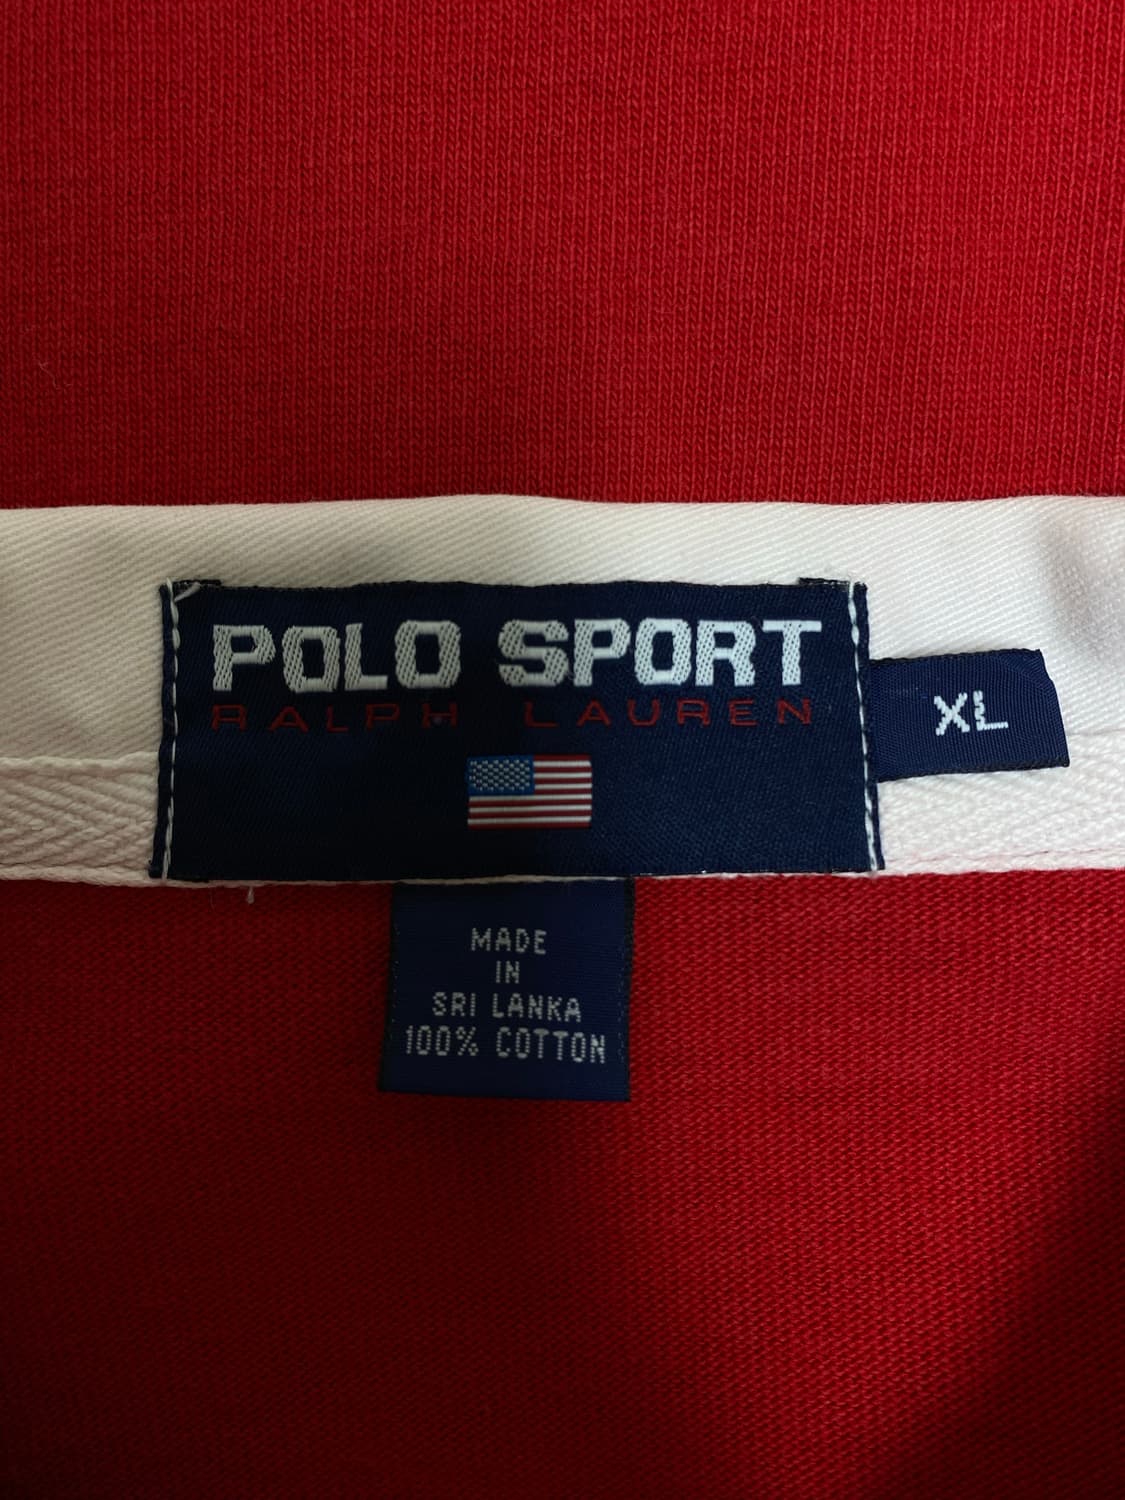 POLO SPORT
RALPH LAUREN
XL
MADE
IN
SRI LANKA
100% COTTON